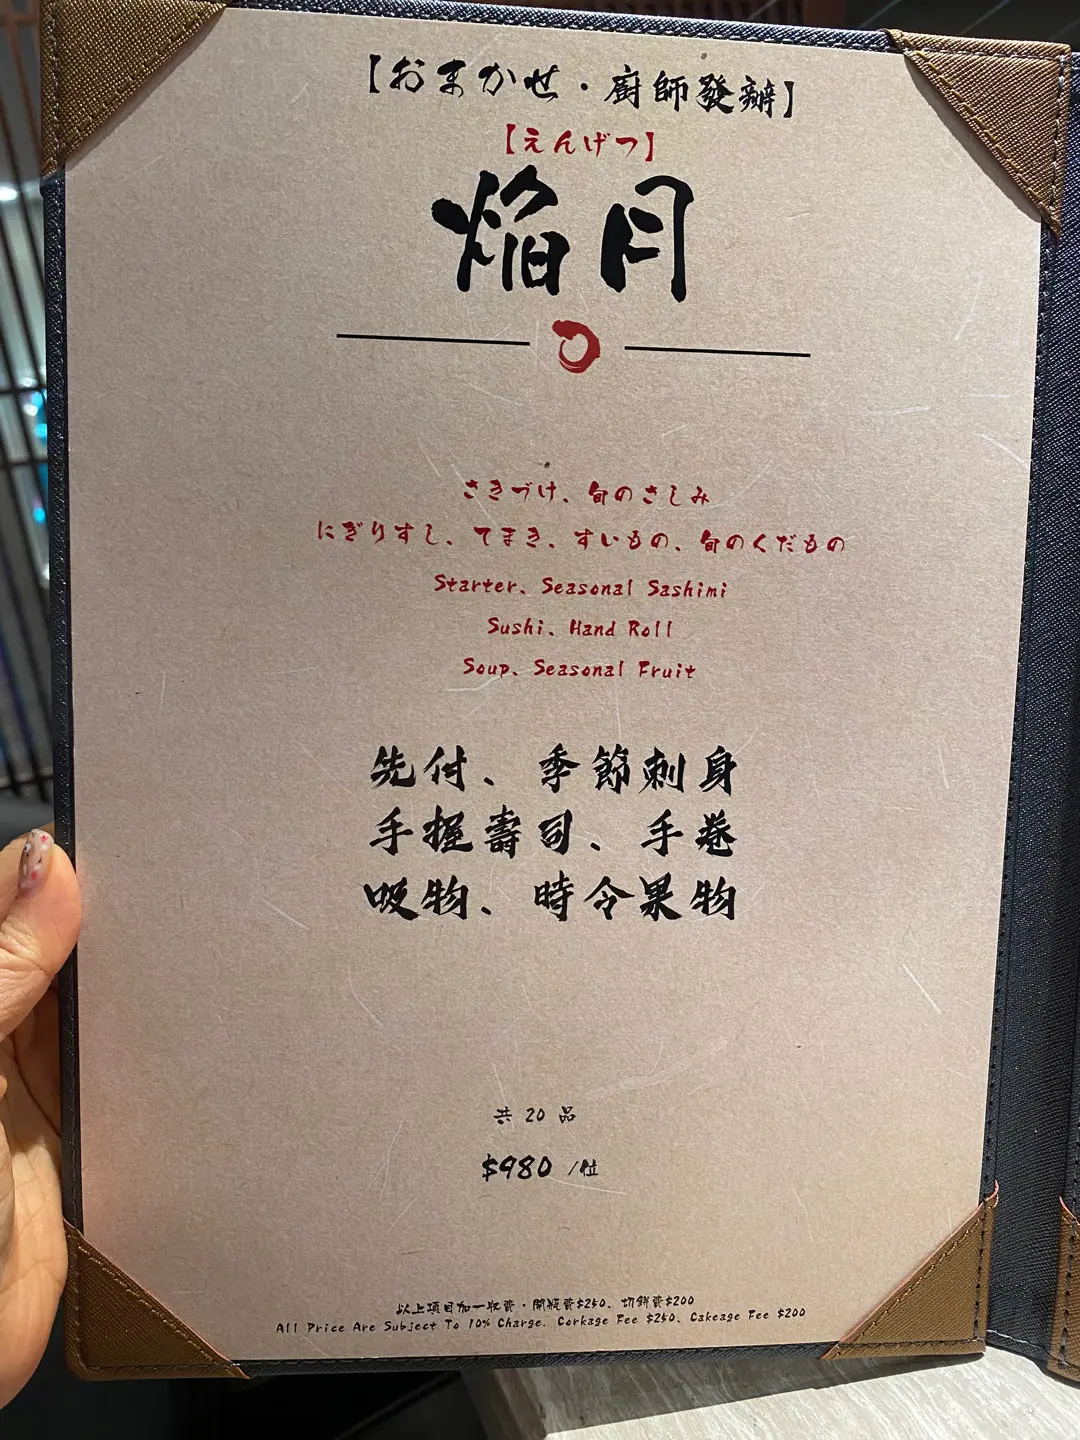 【おまかせ・廚師發辦】
【えんげつ】
焔月
さきづけ、旬のさしみ
にぎりすし、てまき、すいもの、旬のくだもの
Starter、Seasonal Sashimi
Sushi、Hand Roll
Soup、Seasonal Fruit
先付、季節刺身
手握壽司、手卷
吸物、時令果物
共 20 品
$980 /位
以上項目加一收費・開瓶費$250、切餅費$200
All Price Are Subject To 10% Charge. Corkage Fee $250、Cakeage Fee $200